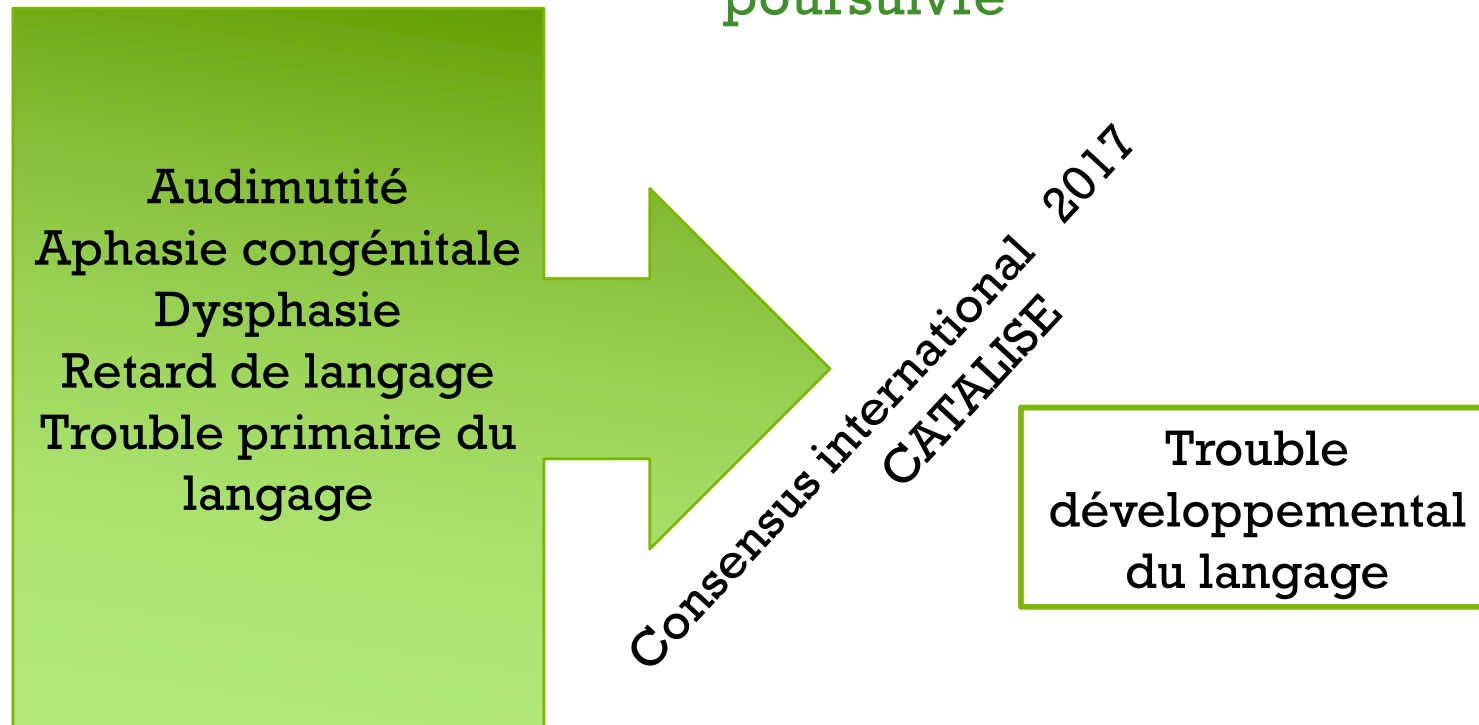 poursuivre
Audimutité
Aphasie congénitale
Dysphasie
Retard de langage
Trouble primaire du
langage
Consensus international 2017
CATALISE
Trouble
développemental
du langage